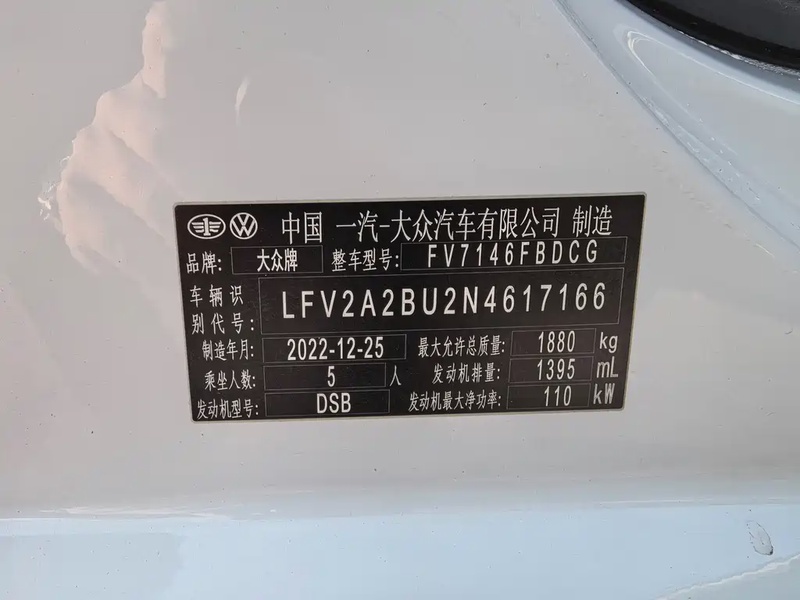 中国 一汽-大众汽车有限公司 制造
品牌: 大众牌 整车型号: FV7146FBDCG
车辆识别代号: LFV2A2BU2N4617166
制造年月: 2022-12-25 最大允许总质量: 1880 kg
乘坐人数: 5 人 发动机排量: 1395 mL
发动机型号: DSB 发动机最大净功率: 110 kW